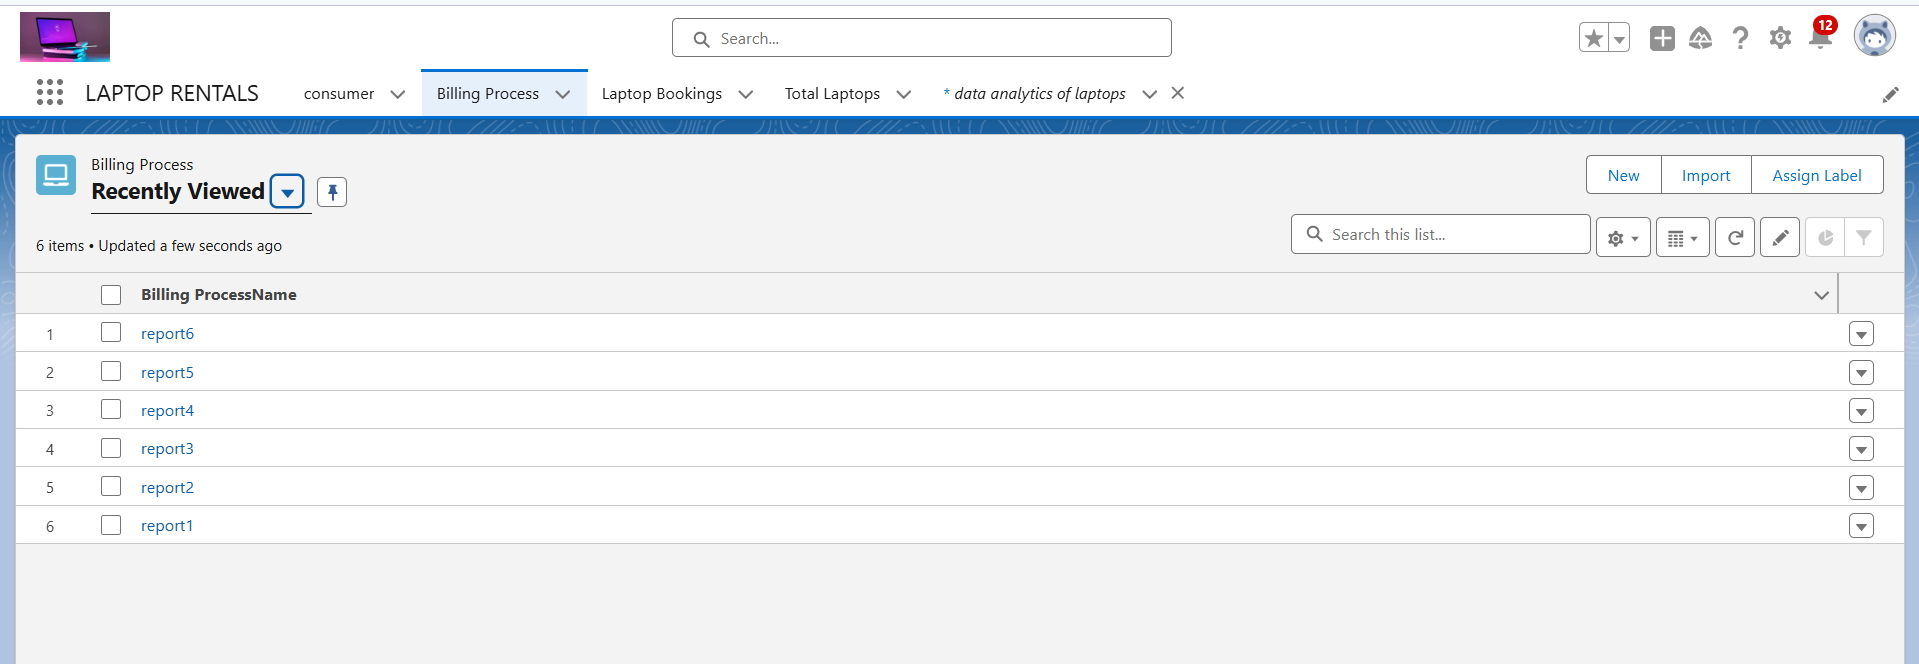 Search...
12
LAPTOP RENTALS
consumer
Billing Process
Laptop Bookings
Total Laptops
* data analytics of laptops
Billing Process
Recently Viewed
New
Import
Assign Label
6 items • Updated a few seconds ago
Search this list...
Billing ProcessName
1 report6
2 report5
3 report4
4 report3
5 report2
6 report1